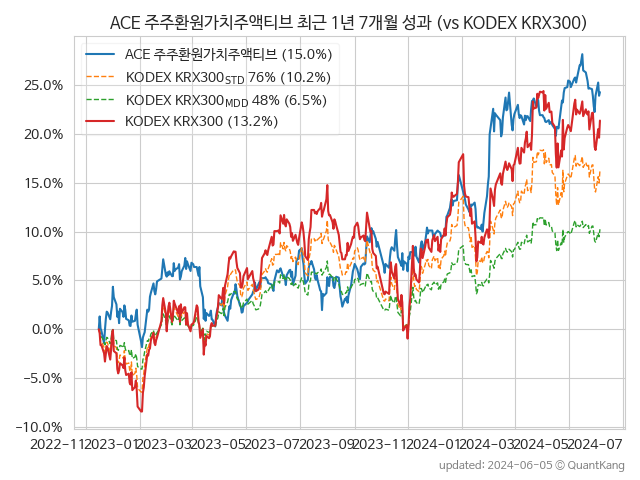 ACE 주주환원가치주액티브 최근 1년 7개월 성과 (vs KODEX KRX300)
ACE 주주환원가치주액티브 (15.0%)
KODEX KRX300STD 76% (10.2%)
KODEX KRX300MDD 48% (6.5%)
KODEX KRX300 (13.2%)
25.0%
20.0%
15.0%
10.0%
5.0%
0.0%
−5.0%
−10.0%
2022-11 2023-01 2023-03 2023-05 2023-07 2023-09 2023-11 2024-01 2024-03 2024-05 2024-07
updated: 2024-06-05 © QuantKang